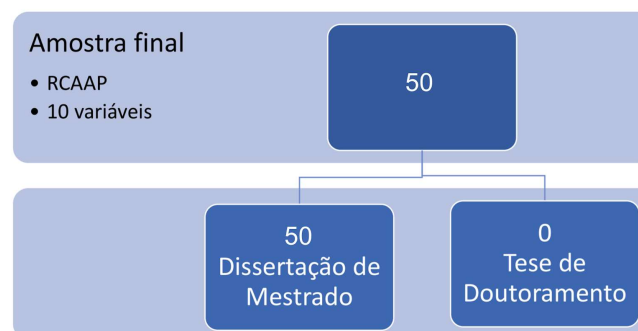 Amostra final
• RCAAP
• 10 variáveis
50
50
Dissertação de
Mestrado
0
Tese de
Doutoramento